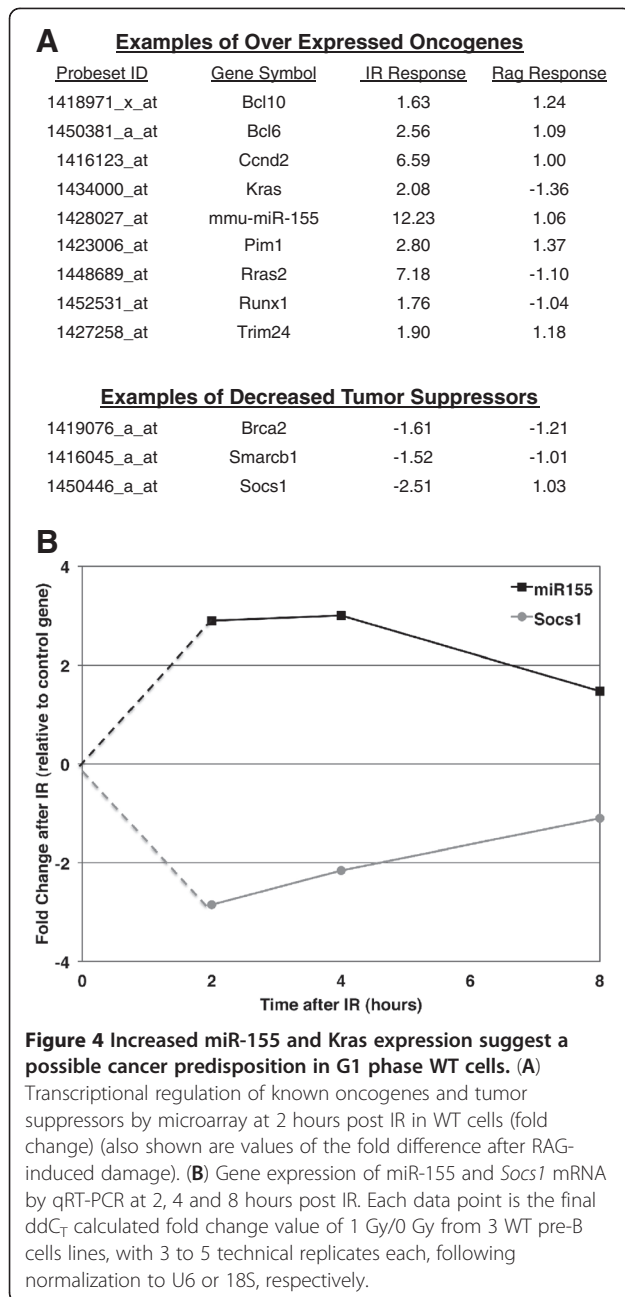 A
Examples of Over Expressed Oncogenes
Probeset ID Gene Symbol IR Response Rag Response
1418971_x_at Bcl10 1.63 1.24
1450381_a_at Bcl6 2.56 1.09
1416123_at Ccnd2 6.59 1.00
1434000_at Kras 2.08 -1.36
1428027_at mmu-miR-155 12.23 1.06
1423006_at Pim1 2.80 1.37
1448689_at Rras2 7.18 -1.10
1452531_at Runx1 1.76 -1.04
1427258_at Trim24 1.90 1.18
Examples of Decreased Tumor Suppressors
1419076_a_at Brca2 -1.61 -1.21
1416045_a_at Smarcb1 -1.52 -1.01
1450446_a_at Socs1 -2.51 1.03
B
Fold Change after IR (relative to control gene)
4
2
0
-2
-4
miR155
Socs1
0 2 4 6 8
Time after IR (hours)
Figure 4 Increased miR-155 and Kras expression suggest a
possible cancer predisposition in G1 phase WT cells. (A)
Transcriptional regulation of known oncogenes and tumor
suppressors by microarray at 2 hours post IR in WT cells (fold
change) (also shown are values of the fold difference after RAG-
induced damage). (B) Gene expression of miR-155 and Socs1 mRNA
by qRT-PCR at 2, 4 and 8 hours post IR. Each data point is the final
ddCT calculated fold change value of 1 Gy/0 Gy from 3 WT pre-B
cells lines, with 3 to 5 technical replicates each, following
normalization to U6 or 18S, respectively.